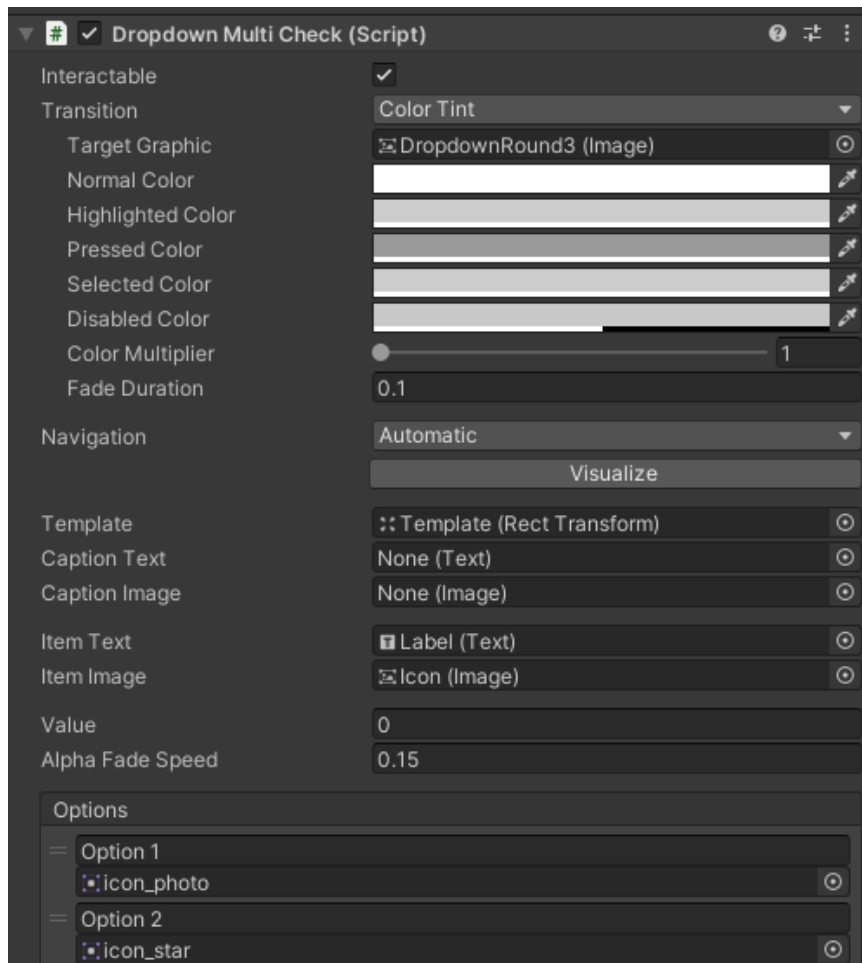 Dropdown Multi Check (Script)
Interactable
Transition Color Tint
Target Graphic DropdownRound3 (Image)
Normal Color
Highlighted Color
Pressed Color
Selected Color
Disabled Color
Color Multiplier 1
Fade Duration 0.1
Navigation Automatic
Visualize
Template Template (Rect Transform)
Caption Text None (Text)
Caption Image None (Image)
Item Text Label (Text)
Item Image Icon (Image)
Value 0
Alpha Fade Speed 0.15
Options
Option 1
icon_photo
Option 2
icon_star